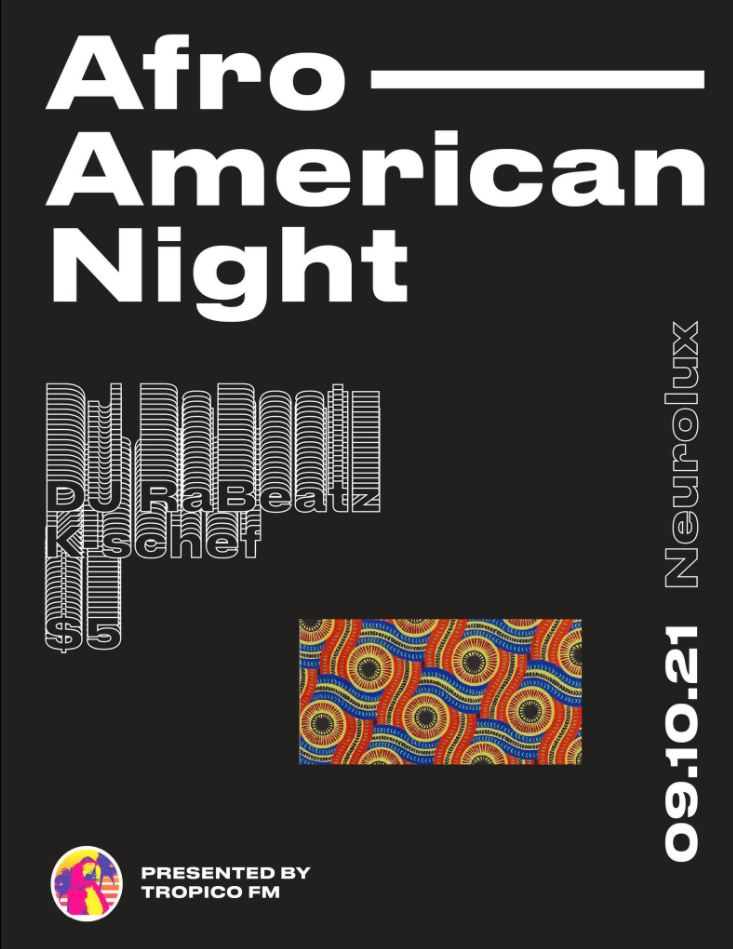 Afro
American
Night
DJ RaBeatz
K-schef
$5
Neurolux
09.10.21
PRESENTED BY
TROPICO FM